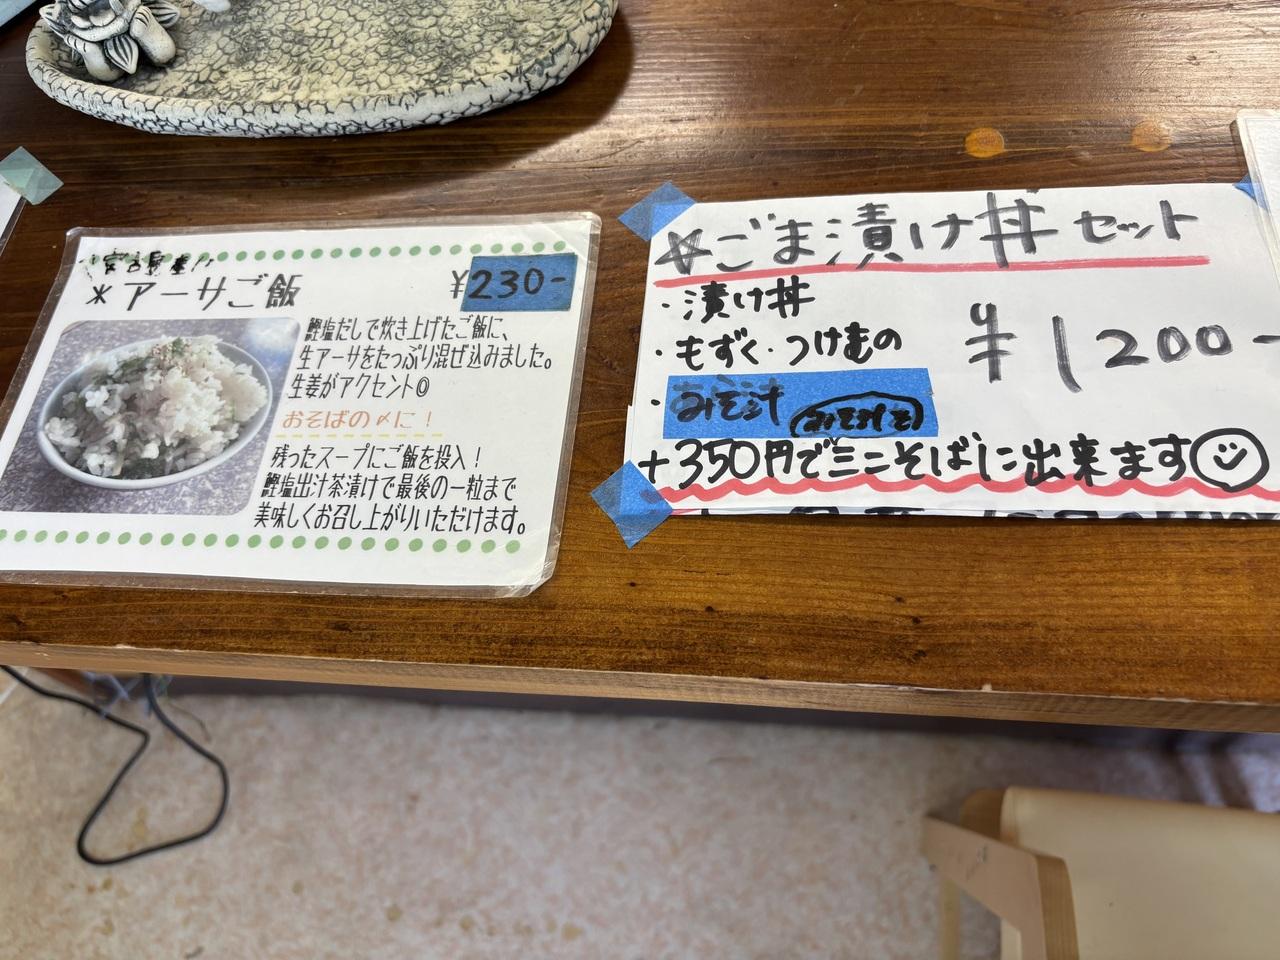 宮古島産
*アーサご飯 ¥230-
鰹塩だしで炊き上げたご飯に、
生アーサをたっぷり混ぜ込みました。
生姜がアクセント◎
おそばの〆に！
残ったスープにご飯を投入！
鰹塩出汁茶漬けで最後の一粒まで
美味しくお召し上がりいただけます。
☆ごま漬け丼セット
・漬け丼
・もずく・つけもの
¥1200-
・みそ汁
+350円でミニそばに出来ます